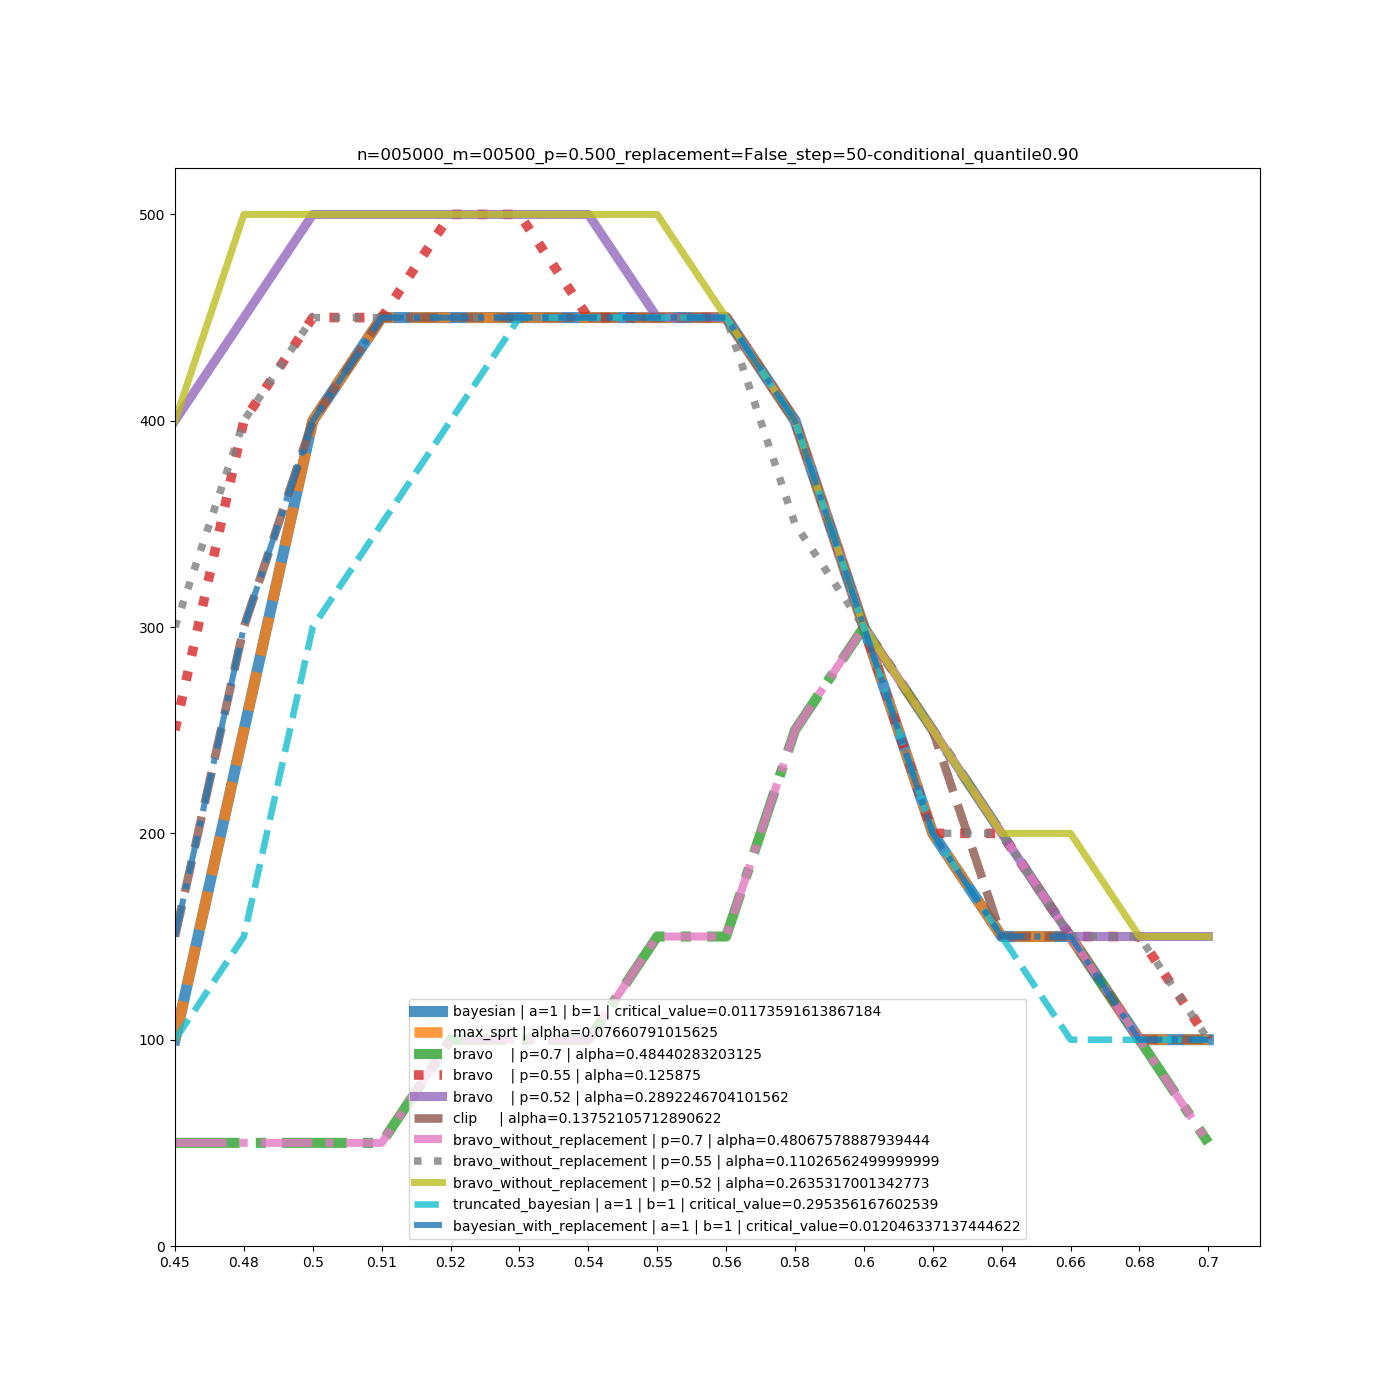 n=005000_m=00500_p=0.500_replacement=False_step=50-conditional_quantile0.90
500
400
300
200
100
0
bayesian | a=1 | b=1 | critical_value=0.01173591613867184
max_sprt | alpha=0.07660791015625
bravo | p=0.7 | alpha=0.48440283203125
bravo | p=0.55 | alpha=0.125875
bravo | p=0.52 | alpha=0.2892246704101562
clip | alpha=0.13752105712890622
bravo_without_replacement | p=0.7 | alpha=0.48067578887939444
bravo_without_replacement | p=0.55 | alpha=0.11026562499999999
bravo_without_replacement | p=0.52 | alpha=0.2635317001342773
truncated_bayesian | a=1 | b=1 | critical_value=0.295356167602539
bayesian_with_replacement | a=1 | b=1 | critical_value=0.012046337137444622
0.45 0.48 0.5 0.51 0.52 0.53 0.54 0.55 0.56 0.58 0.6 0.62 0.64 0.66 0.68 0.7